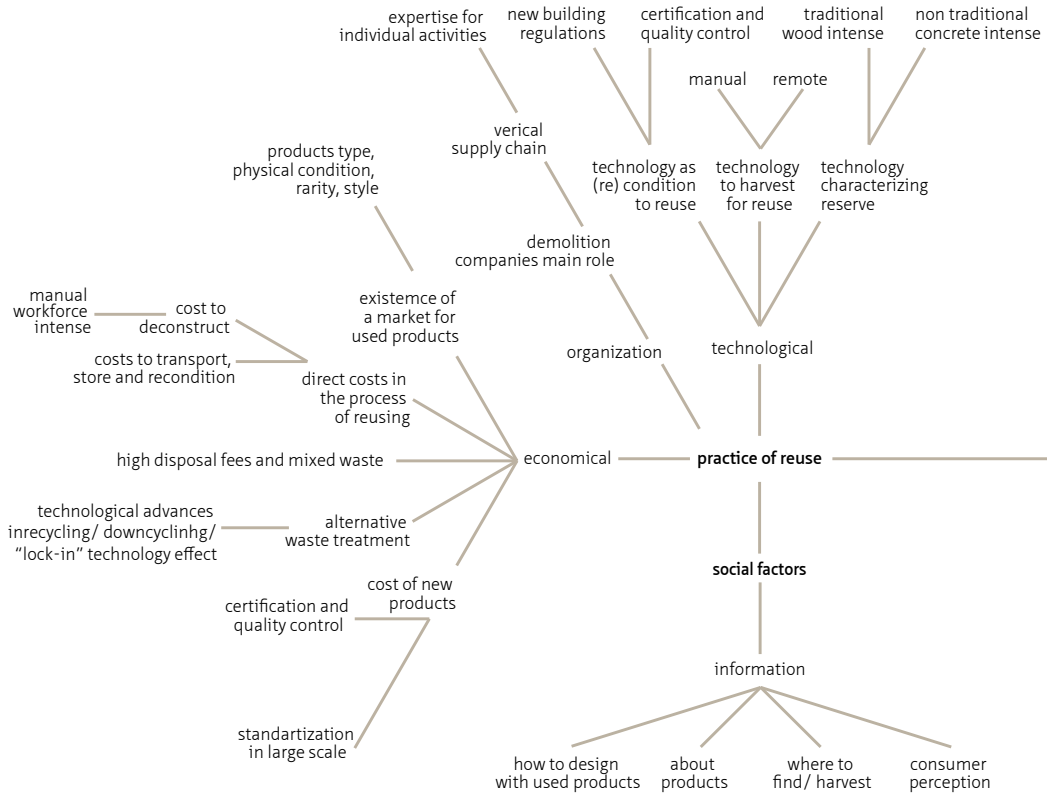 expertise for
individual activities
new building
regulations
certification and
quality control
traditional
wood intense
non traditional
concrete intense
manual
remote
verical
supply chain
products type,
physical condition,
rarity, style
technology as
(re) condition
to reuse
technology
to harvest
for reuse
technology
characterizing
reserve
demolition
companies main role
manual
workforce
intense
cost to
deconstruct
existemce of
a market for
used products
organization
technological
costs to transport,
store and recondition
direct costs in
the process
of reusing
high disposal fees and mixed waste
economical
practice of reuse
technological advances
inrecycling/ downcyclinhg/
“lock-in” technology effect
alternative
waste treatment
social factors
cost of new
products
certification and
quality control
information
standartization
in large scale
how to design
with used products
about
products
where to
find/ harvest
consumer
perception